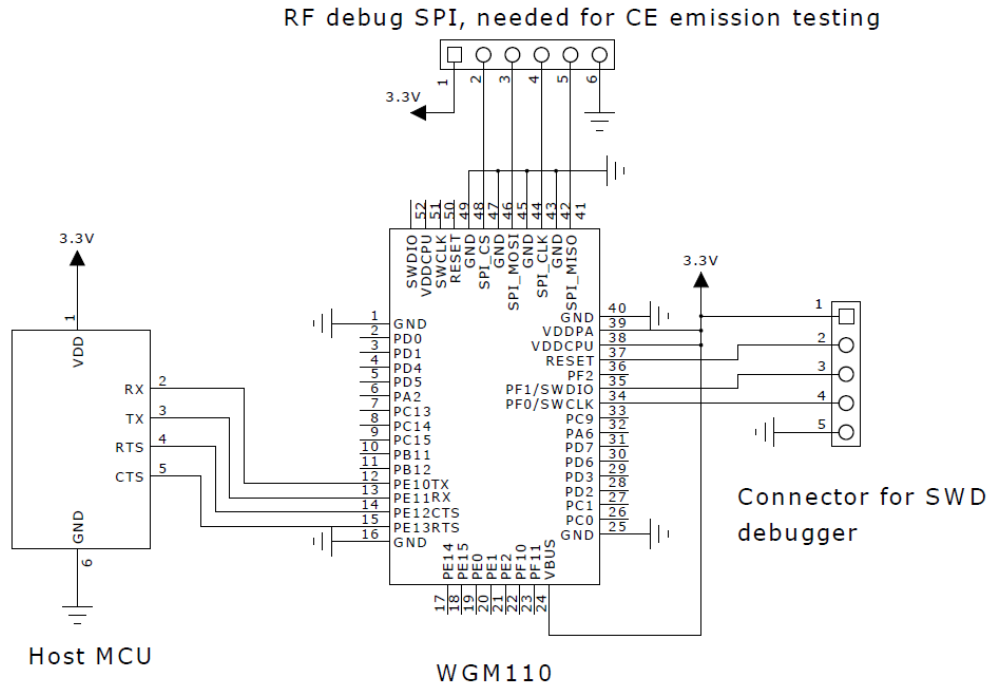 RF debug SPI, needed for CE emission testing
1
2
3
4
5
6
3.3V
52
51
50
49
48
47
46
45
44
43
42
41
SWDIO
VDDCPU
SWCLK
RESET
GND
SPI_CS
GND
SPI_MOSI
GND
SPI_CLK
GND
SPI_MISO
3.3V
1
VDD
RX 2
TX 3
RTS 4
CTS 5
GND
6
Host MCU
1 GND
2 PD0
3 PD1
4 PD4
5 PD5
6 PA2
7 PC13
8 PC14
9 PC15
10 PB11
11 PB12
12 PE10TX
13 PE11RX
14 PE12CTS
15 PE13RTS
16 GND
PE14
PE15
PE0
PE1
PE2
PF10
PF11
VBUS
17
18
19
20
21
22
23
24
WGM110
GND 40
VDDPA 39
VDDCPU 38
RESET 37
PF2 36
PF1/SWDIO 35
PF0/SWCLK 34
PC9 33
PA6 32
PD7 31
PD6 30
PD3 29
PD2 28
PC1 27
PC0 26
GND 25
3.3V
1
2
3
4
5
Connector for SWD
debugger